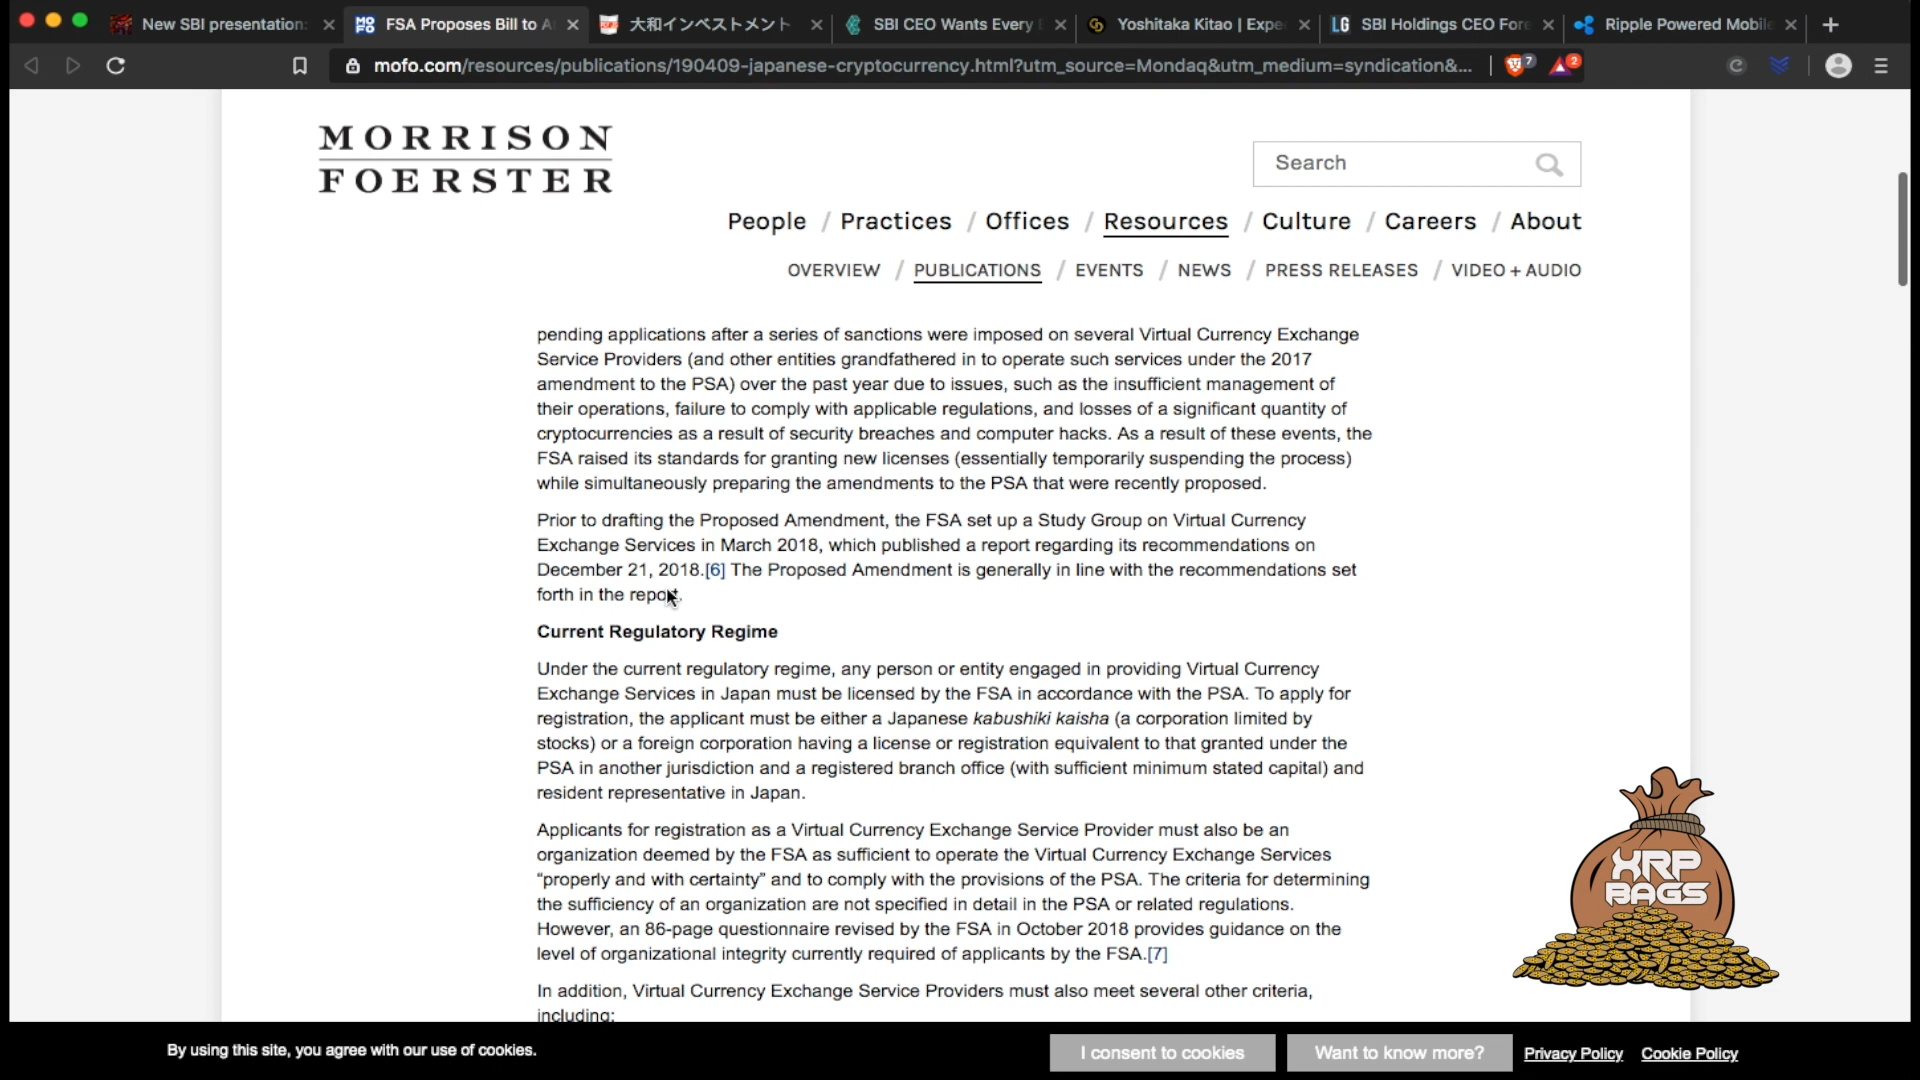 New SBI presentation:
FSA Proposes Bill to A
大和インベストメント
SBI CEO Wants Every
Yoshitaka Kitao | Expe
LG SBI Holdings CEO Fore
Ripple Powered Mobile
mofo.com/resources/publications/190409-japanese-cryptocurrency.html?utm_source=Mondaq&utm_medium=syndication&...
7
2
MORRISON
FOERSTER
Search
People / Practices / Offices / Resources / Culture / Careers / About
OVERVIEW / PUBLICATIONS / EVENTS / NEWS / PRESS RELEASES / VIDEO + AUDIO
pending applications after a series of sanctions were imposed on several Virtual Currency Exchange
Service Providers (and other entities grandfathered in to operate such services under the 2017
amendment to the PSA) over the past year due to issues, such as the insufficient management of
their operations, failure to comply with applicable regulations, and losses of a significant quantity of
cryptocurrencies as a result of security breaches and computer hacks. As a result of these events, the
FSA raised its standards for granting new licenses (essentially temporarily suspending the process)
while simultaneously preparing the amendments to the PSA that were recently proposed.
Prior to drafting the Proposed Amendment, the FSA set up a Study Group on Virtual Currency
Exchange Services in March 2018, which published a report regarding its recommendations on
December 21, 2018.[6] The Proposed Amendment is generally in line with the recommendations set
forth in the report.
Current Regulatory Regime
Under the current regulatory regime, any person or entity engaged in providing Virtual Currency
Exchange Services in Japan must be licensed by the FSA in accordance with the PSA. To apply for
registration, the applicant must be either a Japanese kabushiki kaisha (a corporation limited by
stocks) or a foreign corporation having a license or registration equivalent to that granted under the
PSA in another jurisdiction and a registered branch office (with sufficient minimum stated capital) and
resident representative in Japan.
Applicants for registration as a Virtual Currency Exchange Service Provider must also be an
organization deemed by the FSA as sufficient to operate the Virtual Currency Exchange Services
“properly and with certainty” and to comply with the provisions of the PSA. The criteria for determining
the sufficiency of an organization are not specified in detail in the PSA or related regulations.
However, an 86-page questionnaire revised by the FSA in October 2018 provides guidance on the
level of organizational integrity currently required of applicants by the FSA.[7]
In addition, Virtual Currency Exchange Service Providers must also meet several other criteria,
including:
XRP
BAGS
By using this site, you agree with our use of cookies.
I consent to cookies
Want to know more?
Privacy Policy
Cookie Policy